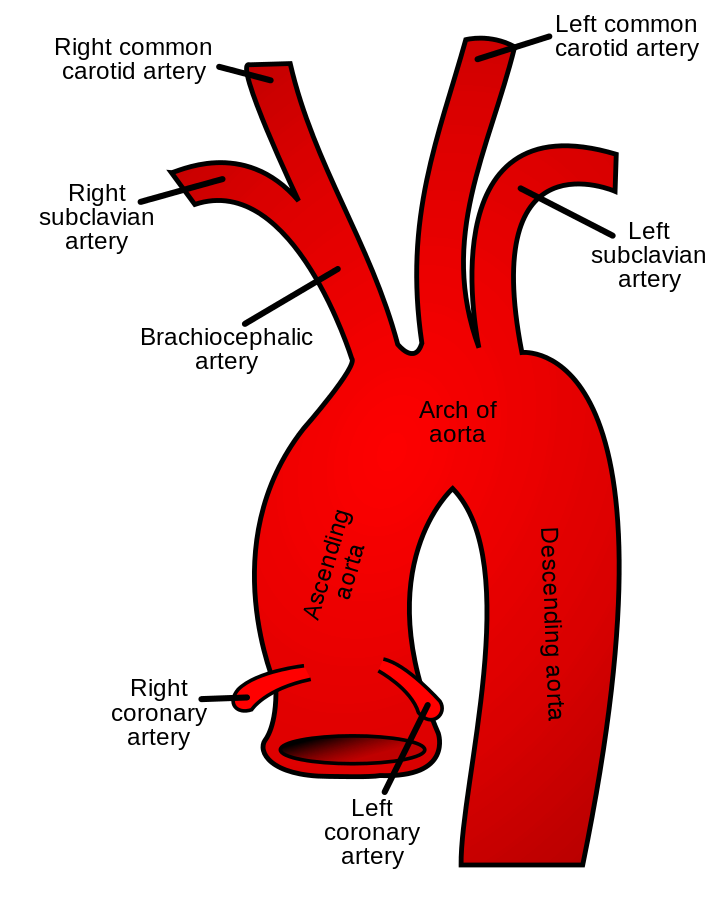 Left common
carotid artery
Right common
carotid artery
Right
subclavian
artery
Left
subclavian
artery
Brachiocephalic
artery
Arch of
aorta
Ascending
aorta
Descending aorta
Right
coronary
artery
Left
coronary
artery